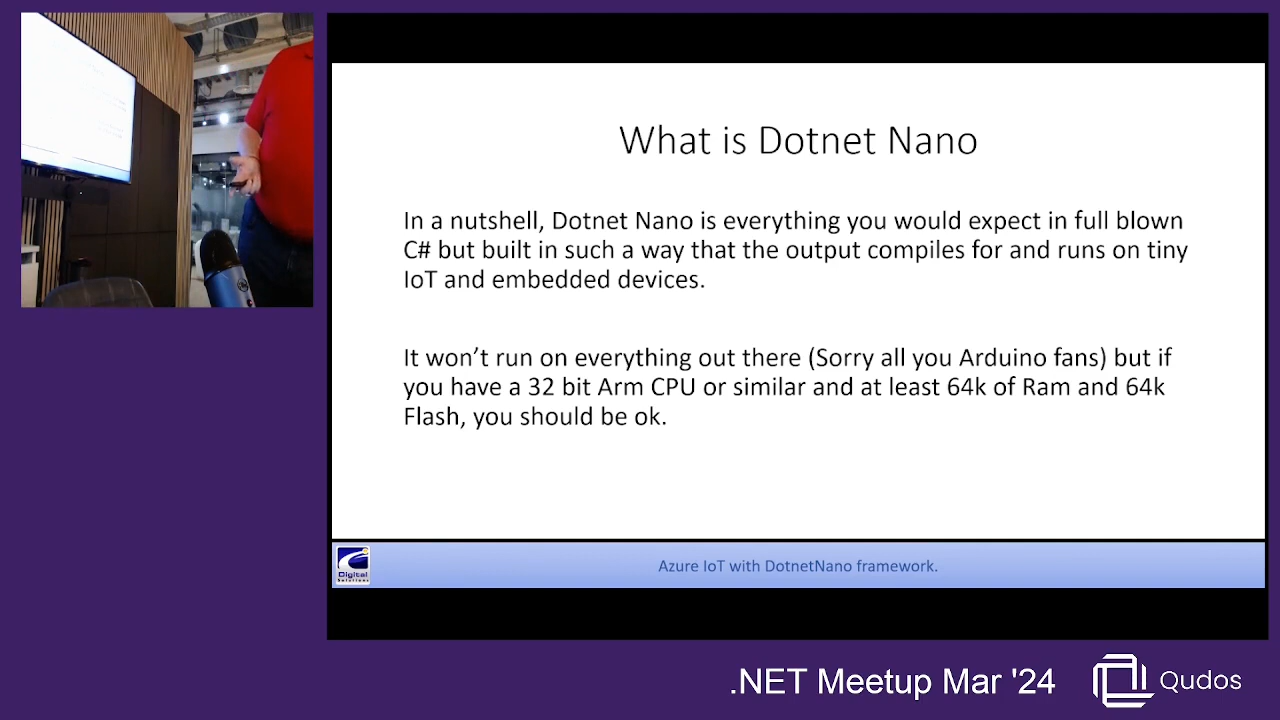 What is Dotnet Nano
In a nutshell, Dotnet Nano is everything you would expect in full blown
C# but built in such a way that the output compiles for and runs on tiny
IoT and embedded devices.
It won’t run on everything out there (Sorry all you Arduino fans) but if
you have a 32 bit Arm CPU or similar and at least 64k of Ram and 64k
Flash, you should be ok.
Digital
Solutions
Azure IoT with DotnetNano framework.
.NET Meetup Mar '24
Qudos